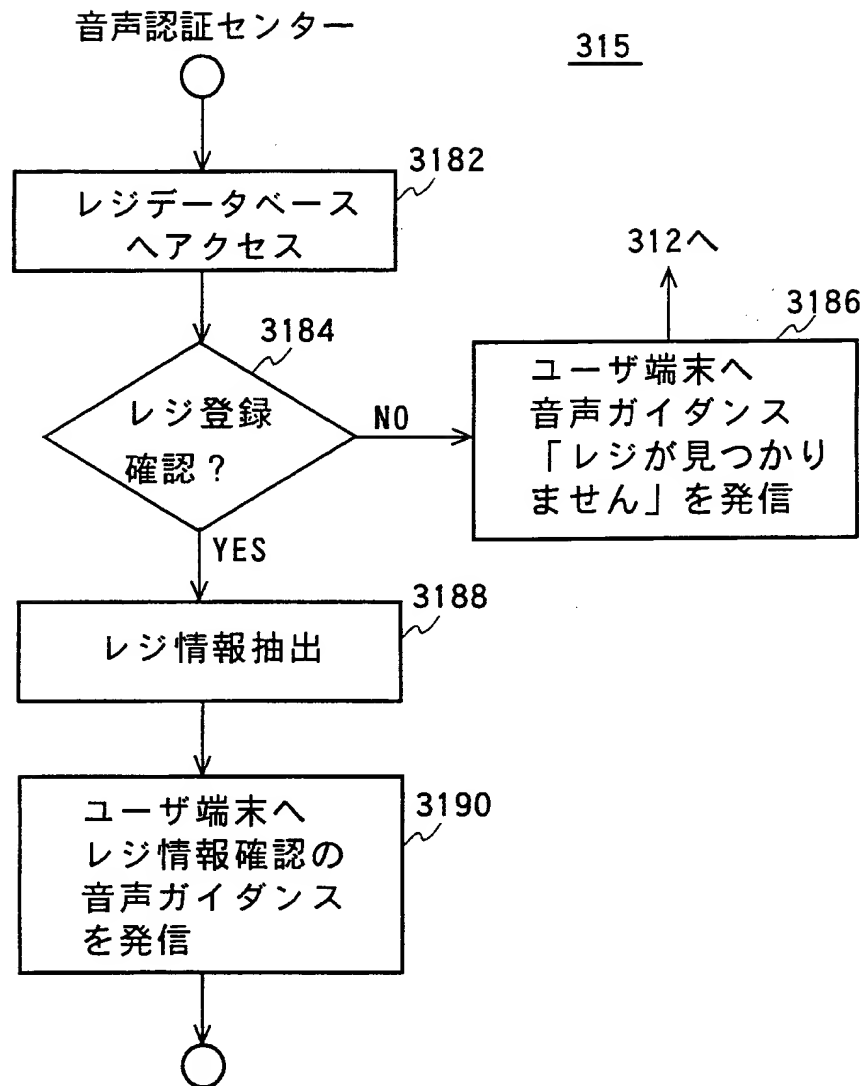 音声認証センター
315
3182
レジデータベース
へアクセス
3184
レジ登録
確認？
NO
YES
312へ
3186
ユーザ端末へ
音声ガイダンス
「レジが見つかり
ません」を発信
3188
レジ情報抽出
3190
ユーザ端末へ
レジ情報確認の
音声ガイダンス
を発信